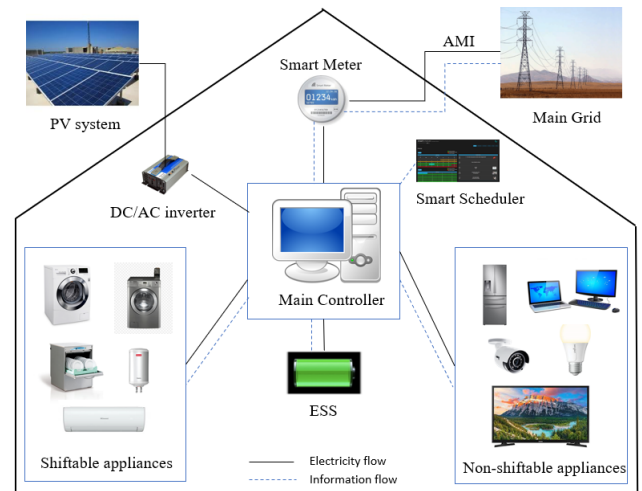 AMI
Smart Meter
01234
PV system
Main Grid
DC/AC inverter
Smart Scheduler
Main Controller
ESS
Shiftable appliances
Electricity flow
Information flow
Non-shiftable appliances